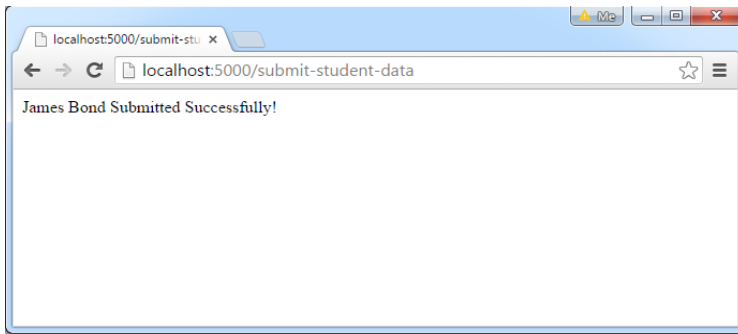 Me
localhost:5000/submit-stu
localhost:5000/submit-student-data
James Bond Submitted Successfully!